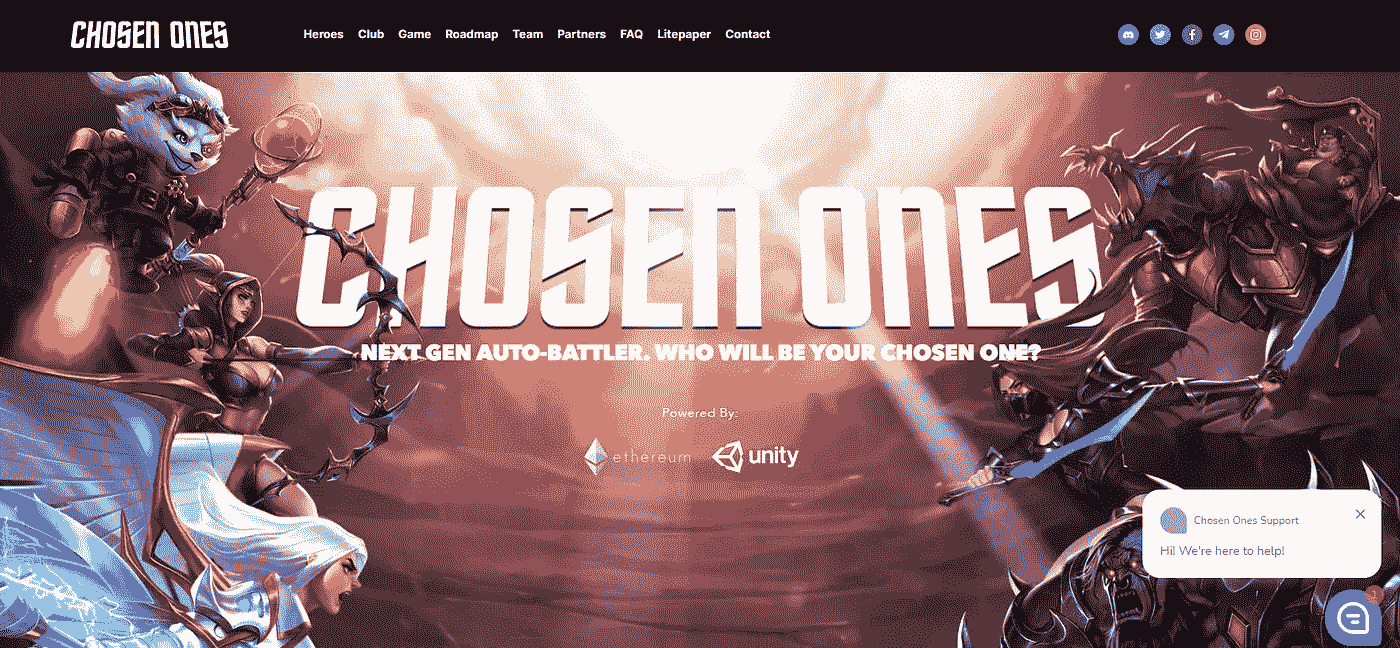 CHOSEN ONES
Heroes Club Game Roadmap Team Partners FAQ Litepaper Contact
CHOSEN ONES
NEXT GEN AUTO-BATTLER. WHO WILL BE YOUR CHOSEN ONE?
Powered By:
ethereum unity
Chosen Ones Support
Hi! We're here to help!
1